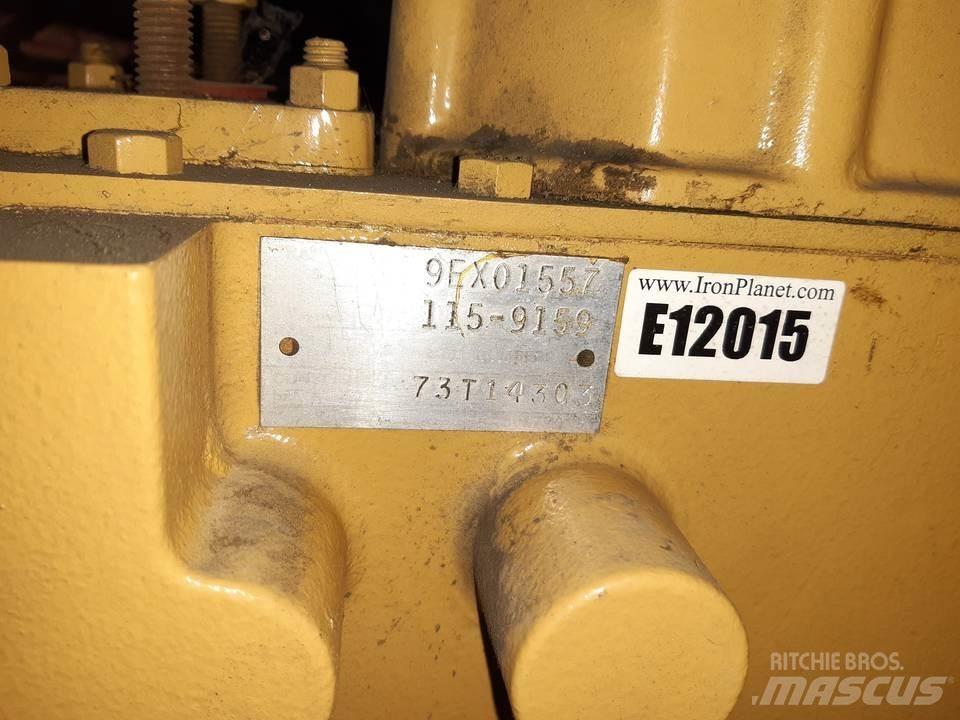 9EX01557
115-9159
73T14303
www.IronPlanet.com
E12015
RITCHIE BROS.
MASCUS